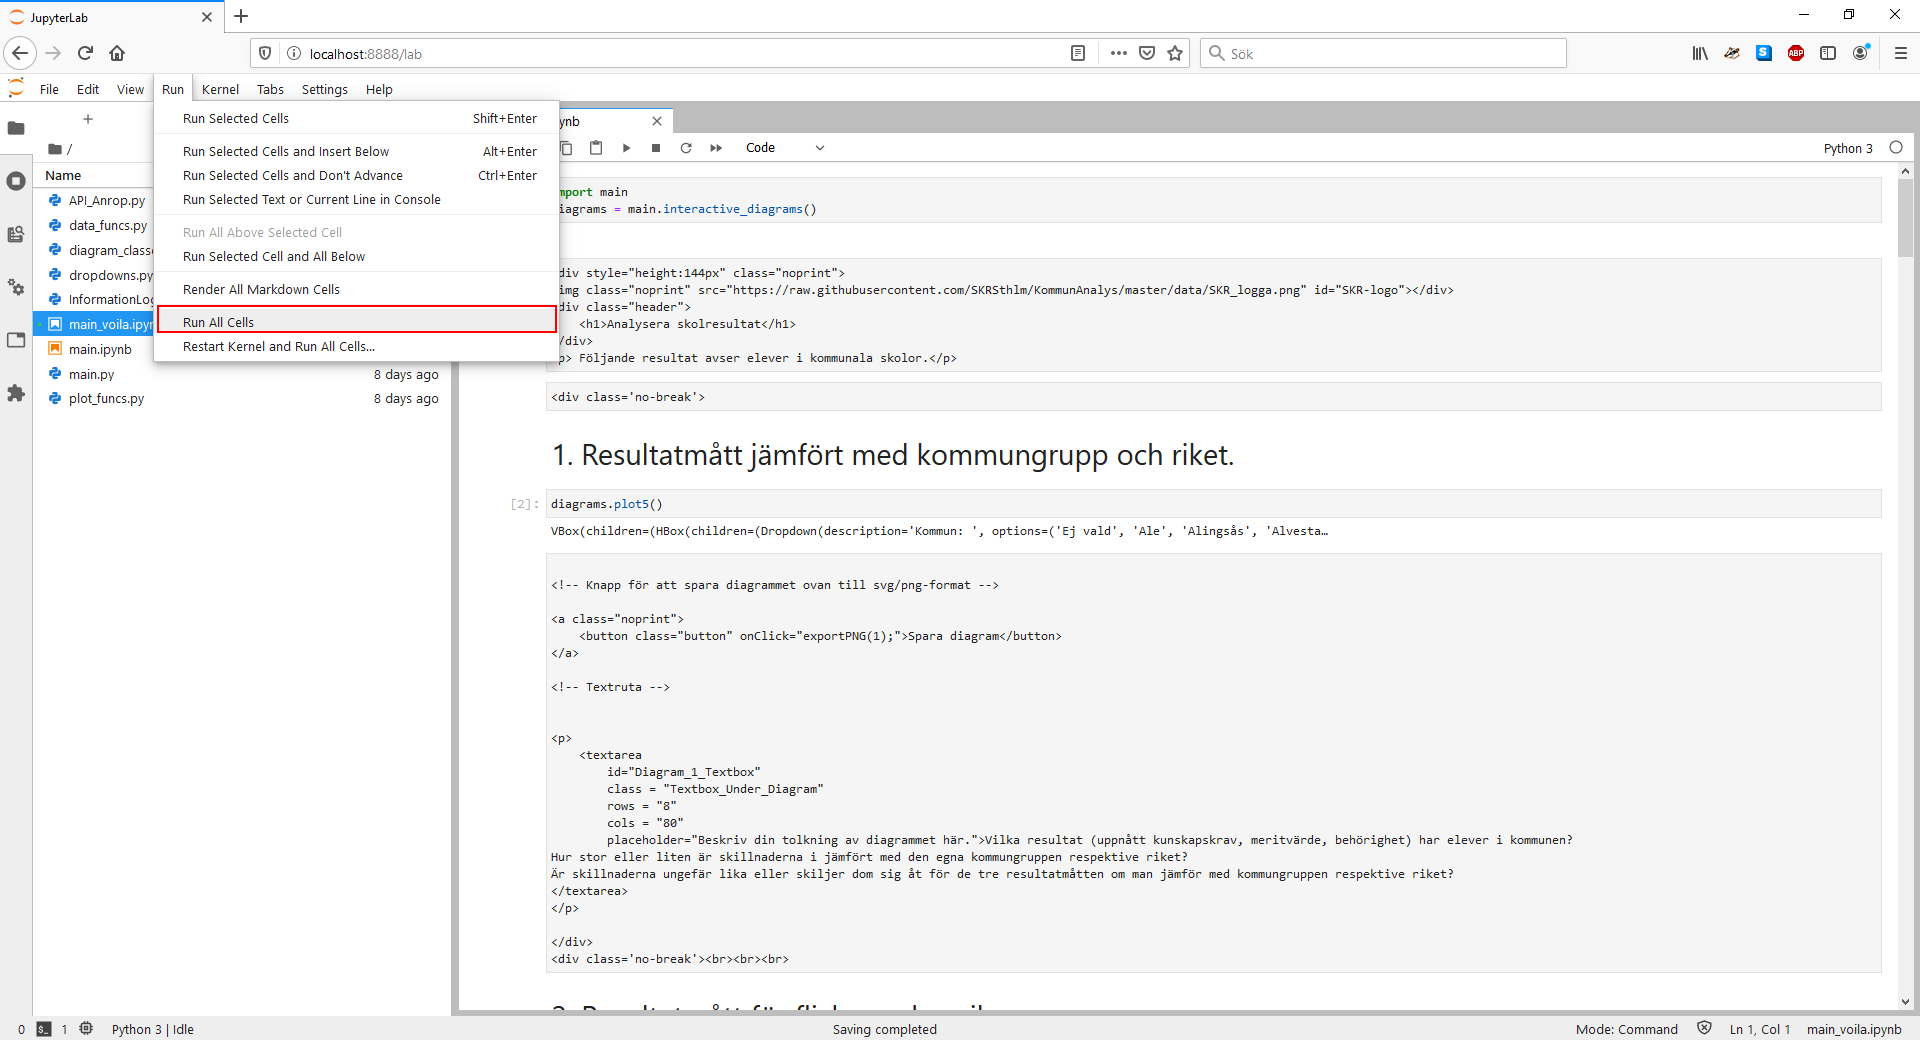 JupyterLab
localhost:8888/lab
Sök
ABP
File Edit View Run Kernel Tabs Settings Help
Run Selected Cells Shift+Enter
Run Selected Cells and Insert Below Alt+Enter
Run Selected Cells and Don't Advance Ctrl+Enter
Run Selected Text or Current Line in Console
Run All Above Selected Cell
Run Selected Cell and All Below
Render All Markdown Cells
Run All Cells
Restart Kernel and Run All Cells...
/
Name
API_Anrop.py
data_funcs.py
diagram_classe
dropdowns.py
InformationLog
main_voila.ipyn
main.ipynb
main.py 8 days ago
plot_funcs.py 8 days ago
ynb
Code
Python 3
mport main
iagrams = main.interactive_diagrams()
div style="height:144px" class="noprint">
img class="noprint" src="https://raw.githubusercontent.com/SKRSthlm/KommunAnalys/master/data/SKR_logga.png" id="SKR-logo"></div>
div class="header">
<h1>Analysera skolresultat</h1>
/div>
p> Följande resultat avser elever i kommunala skolor.</p>
<div class='no-break'>
1. Resultatmått jämfört med kommungrupp och riket.
[2]: diagrams.plot5()
VBox(children=(HBox(children=(Dropdown(description='Kommun: ', options=('Ej vald', 'Ale', 'Alingsås', 'Alvesta…
<!-- Knapp för att spara diagrammet ovan till svg/png-format -->
<a class="noprint">
<button class="button" onClick="exportPNG(1);">Spara diagram</button>
</a>
<!-- Textruta -->
<p>
<textarea
id="Diagram_1_Textbox"
class = "Textbox_Under_Diagram"
rows = "8"
cols = "80"
placeholder="Beskriv din tolkning av diagrammet här.">Vilka resultat (uppnått kunskapskrav, meritvärde, behörighet) har elever i kommunen?
Hur stor eller liten är skillnaderna i jämfört med den egna kommungruppen respektive riket?
Är skillnaderna ungefär lika eller skiljer dom sig åt för de tre resultatmåtten om man jämför med kommungruppen respektive riket?
</textarea>
</p>
</div>
<div class='no-break'><br><br><br>
0 1 Python 3 | Idle Saving completed Mode: Command Ln 1, Col 1 main_voila.ipynb